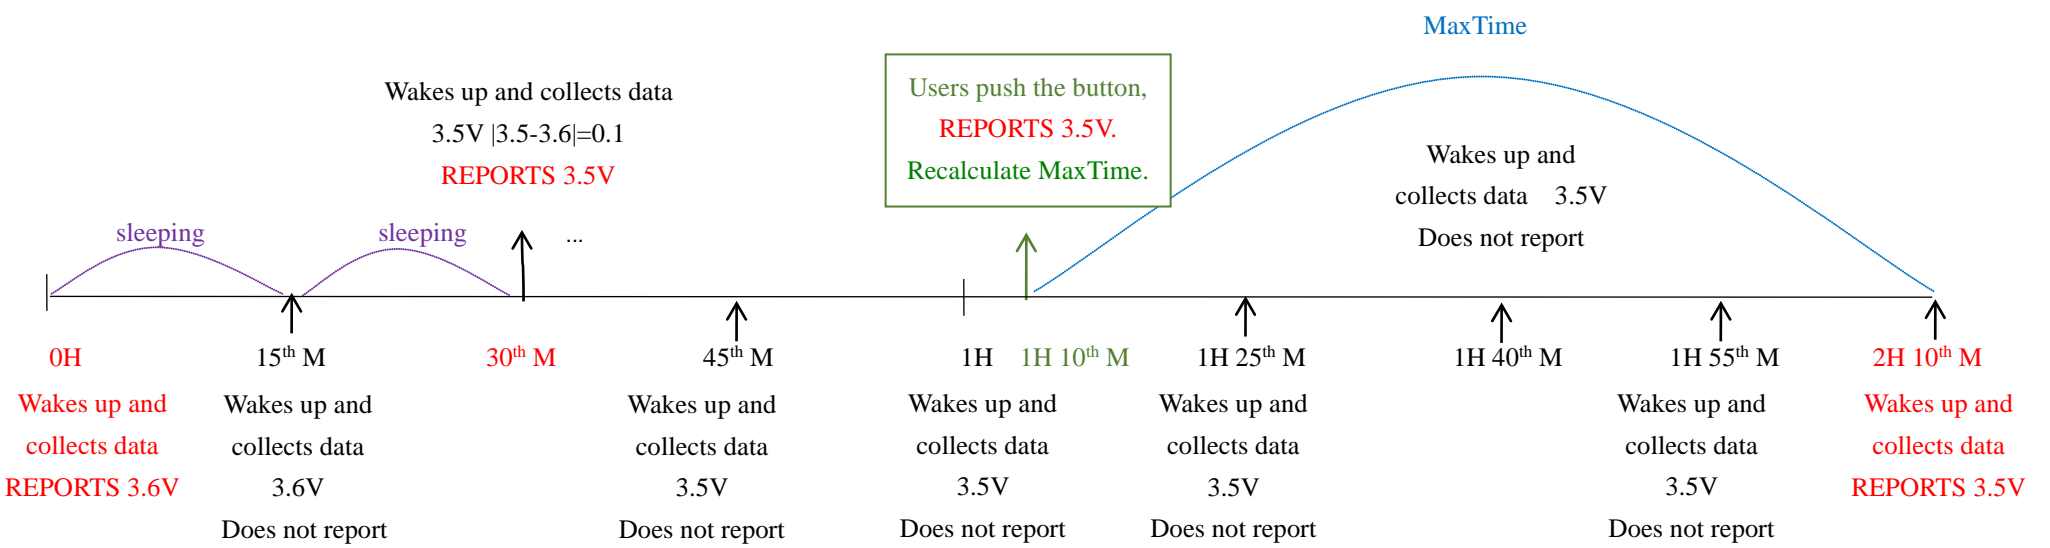 MaxTime
Wakes up and collects data
3.5V |3.5-3.6|=0.1
REPORTS 3.5V
Users push the button,
REPORTS 3.5V.
Recalculate MaxTime.
Wakes up and
collects data 3.5V
Does not report
sleeping
sleeping
...
0H
Wakes up and
collects data
REPORTS 3.6V
15th M
Wakes up and
collects data
3.6V
Does not report
30th M
45th M
Wakes up and
collects data
3.5V
Does not report
1H
Wakes up and
collects data
3.5V
Does not report
1H 10th M
1H 25th M
Wakes up and
collects data
3.5V
Does not report
1H 40th M
1H 55th M
Wakes up and
collects data
3.5V
Does not report
2H 10th M
Wakes up and
collects data
REPORTS 3.5V